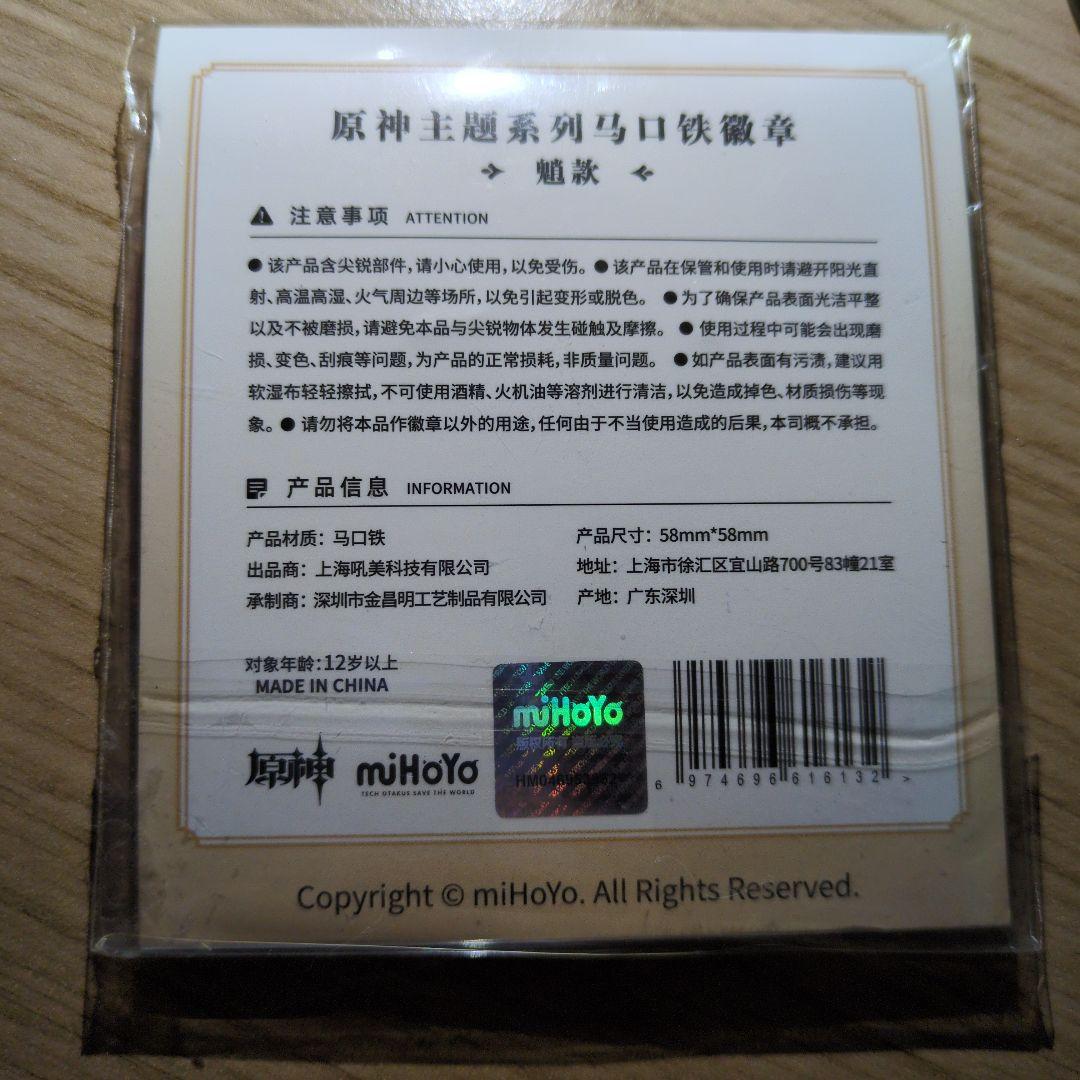 原神主题系列马口铁徽章
魈款
注意事项 ATTENTION
●该产品含尖锐部件,请小心使用,以免受伤。●该产品在保管和使用时请避开阳光直
射、高温高湿、火气周边等场所,以免引起变形或脱色。●为了确保产品表面光洁平整
以及不被磨损,请避免本品与尖锐物体发生碰触及摩擦。●使用过程中可能会出现磨
损、变色、刮痕等问题,为产品的正常损耗,非质量问题。●如产品表面有污渍,建议用
软湿布轻轻擦拭,不可使用酒精、火机油等溶剂进行清洁,以免造成掉色、材质损伤等现
象。●请勿将本品作徽章以外的用途,任何由于不当使用造成的后果,本司概不承担。
产品信息 INFORMATION
产品材质：马口铁 产品尺寸：58mm*58mm
出品商：上海吼美科技有限公司 地址：上海市徐汇区宜山路700号83幢21室
承制商：深圳市金昌明工艺制品有限公司 产地：广东深圳
对象年龄:12岁以上
MADE IN CHINA
原神 miHoYo
TECH OTAKUS SAVE THE WORLD
miHoYo
6 974696 616132 >
Copyright © miHoYo. All Rights Reserved.